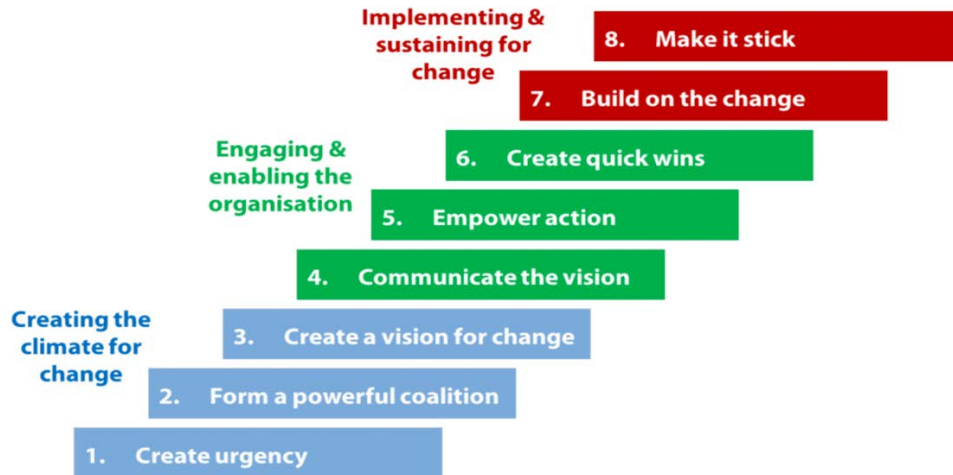 Implementing &
sustaining for
change
8. Make it stick
7. Build on the change
Engaging &
enabling the
organisation
6. Create quick wins
5. Empower action
4. Communicate the vision
Creating the
climate for
change
3. Create a vision for change
2. Form a powerful coalition
1. Create urgency